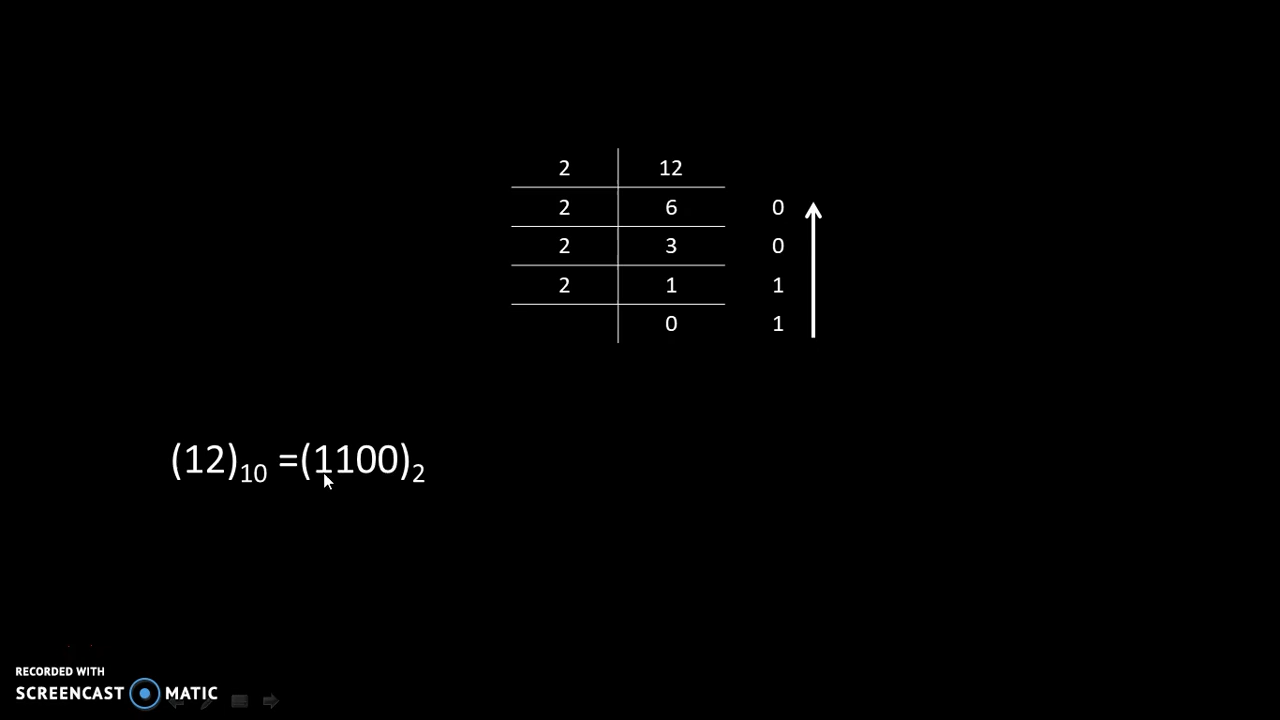 2 12
2 6 0
2 3 0
2 1 1
0 1
(12)10 =(1100)2
RECORDED WITH
SCREENCAST MATIC